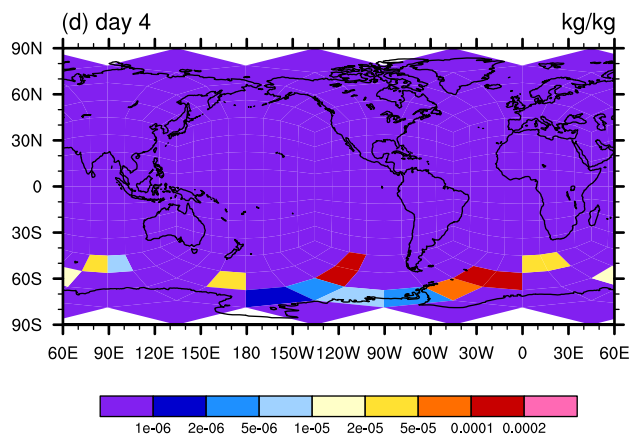 (d) day 4 kg/kg
90N
60N
30N
0
30S
60S
90S
60E 90E 120E 150E 180 150W 120W 90W 60W 30W 0 30E 60E
1e-06 2e-06 5e-06 1e-05 2e-05 5e-05 0.0001 0.0002